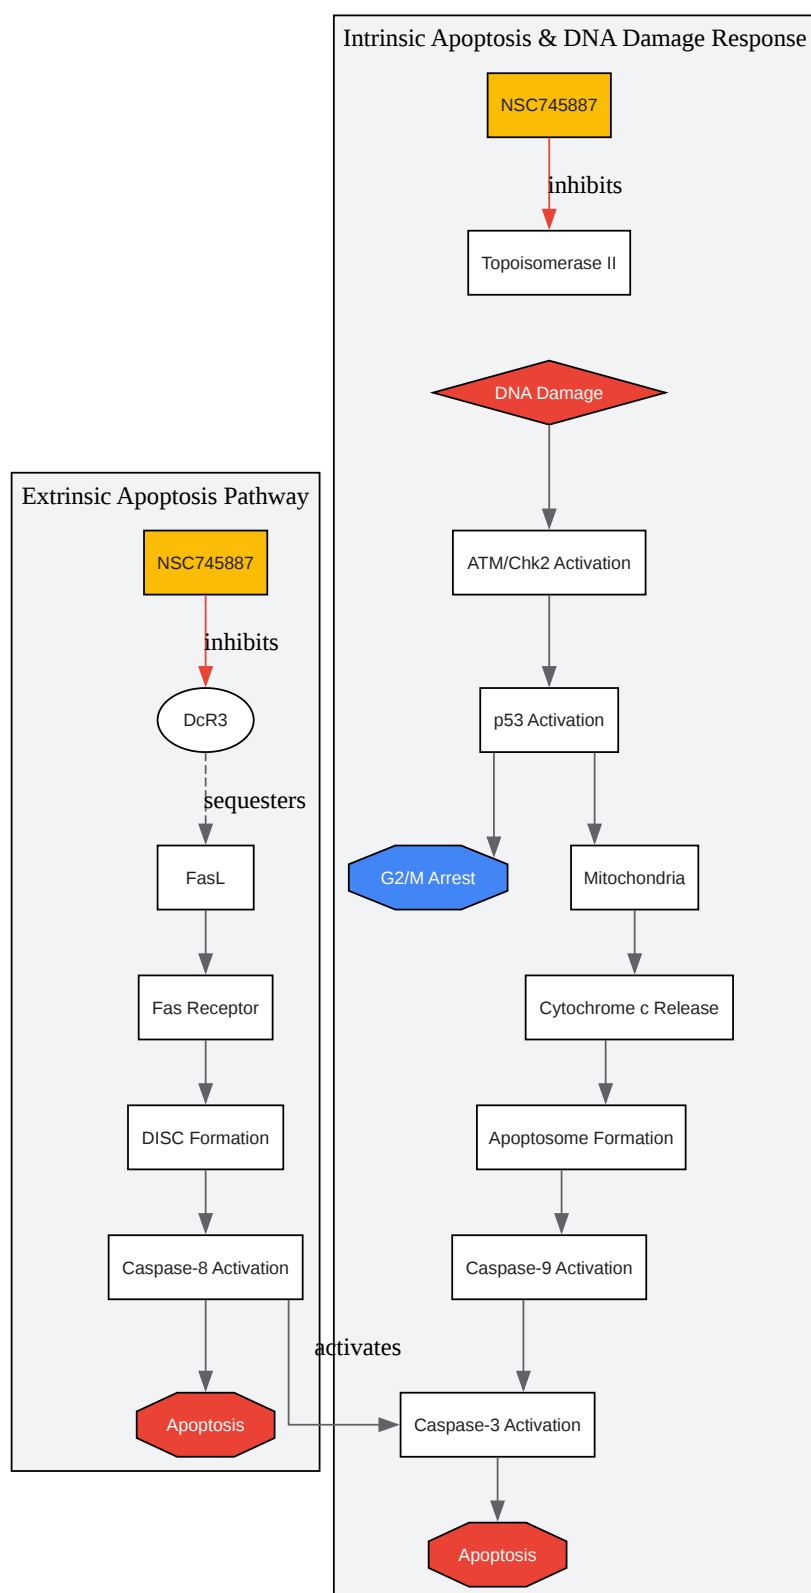 Intrinsic Apoptosis & DNA Damage Response
NSC745887
inhibits
Topoisomerase II
DNA Damage
ATM/Chk2 Activation
p53 Activation
G2/M Arrest
Mitochondria
Cytochrome c Release
Apoptosome Formation
Caspase-9 Activation
Caspase-3 Activation
Apoptosis
Extrinsic Apoptosis Pathway
NSC745887
inhibits
DcR3
sequesters
FasL
Fas Receptor
DISC Formation
Caspase-8 Activation
activates
Apoptosis